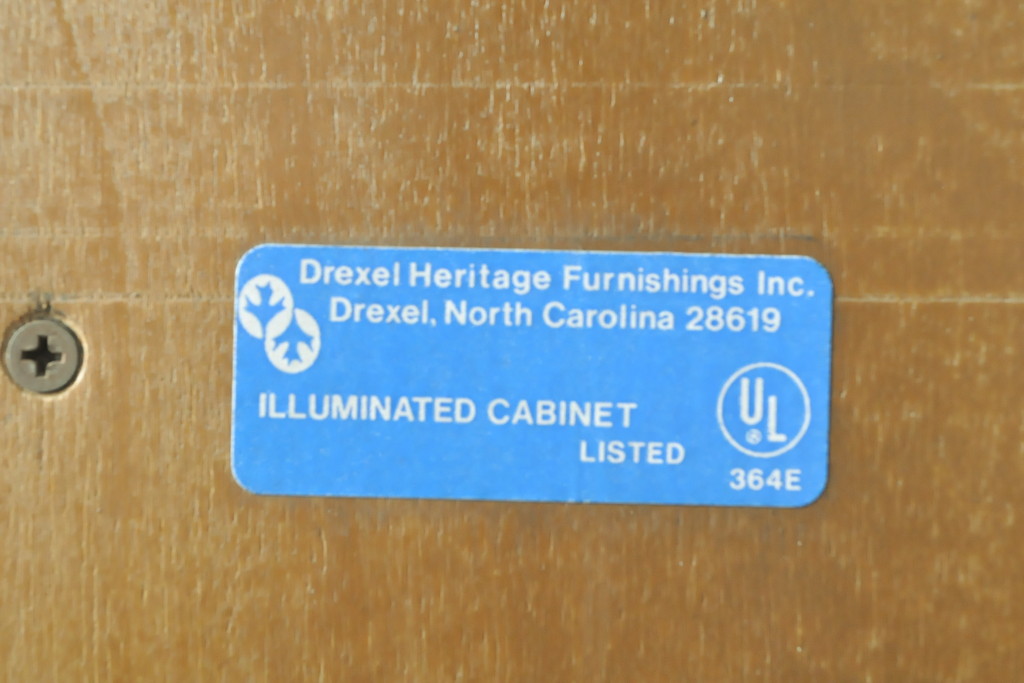 Drexel Heritage Furnishings Inc.
Drexel, North Carolina 28619
ILLUMINATED CABINET
LISTED
UL
®
364E